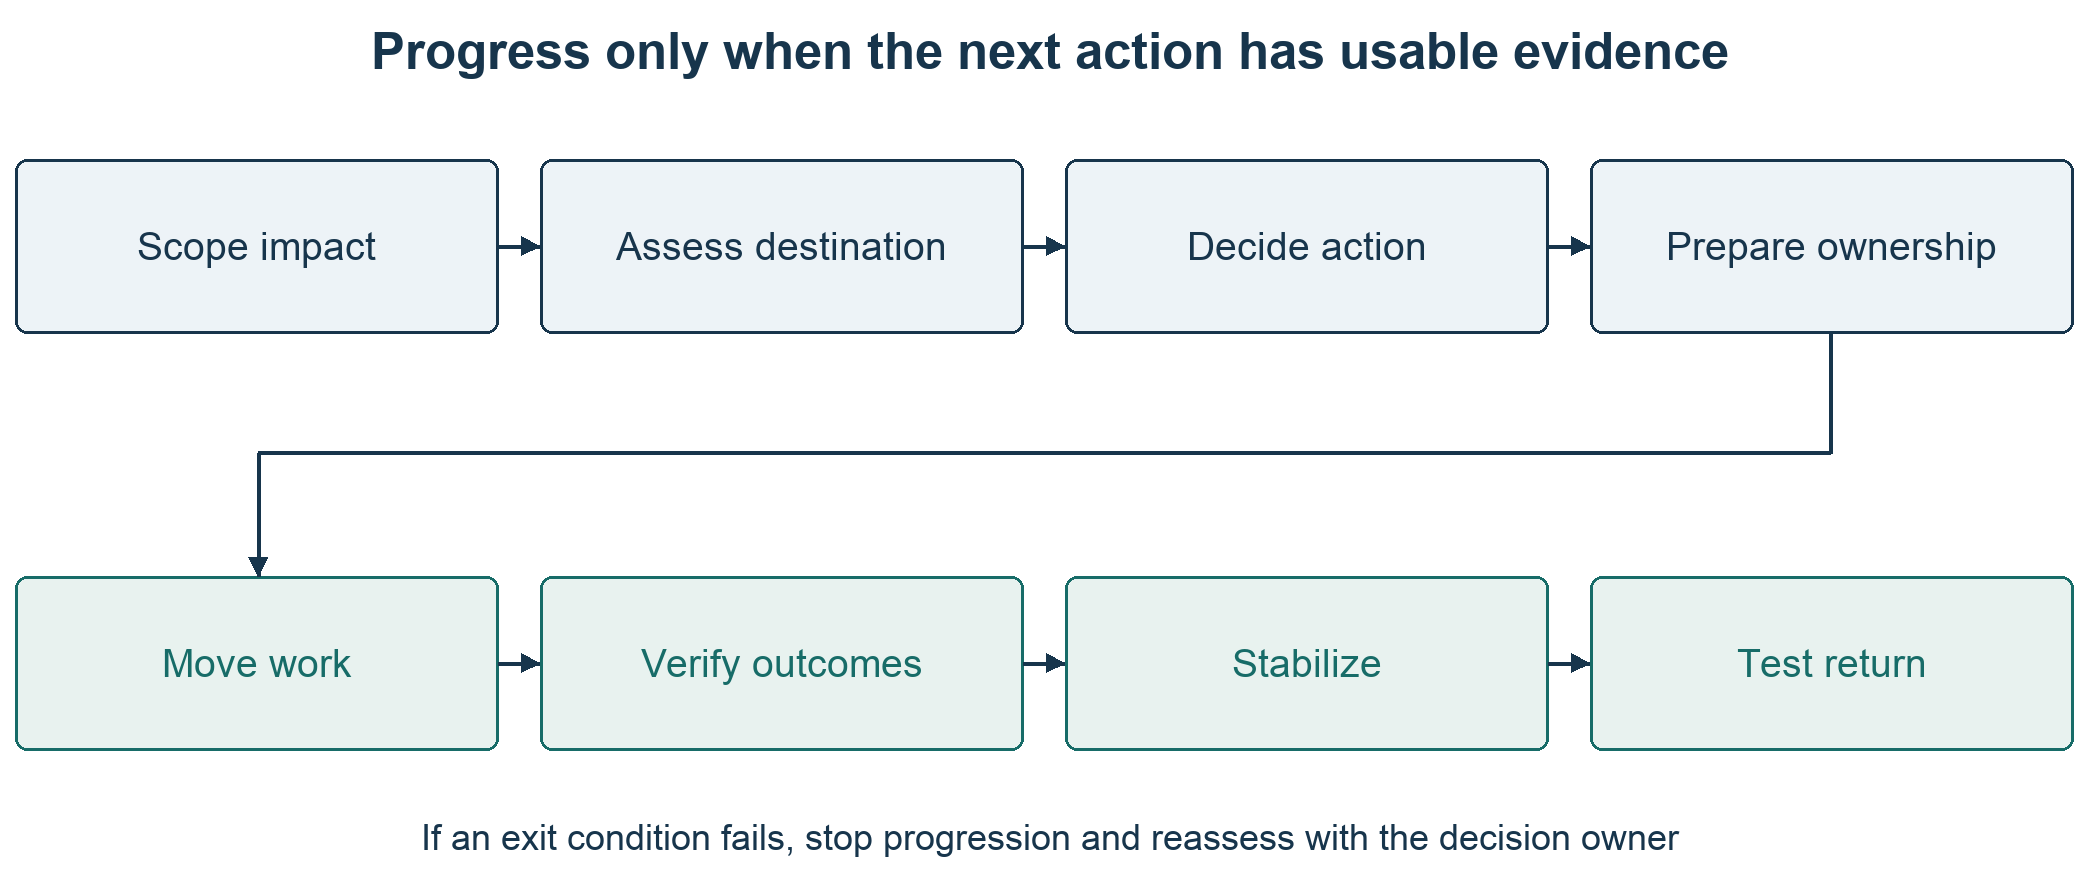 Progress only when the next action has usable evidence
Scope impact
Assess destination
Decide action
Prepare ownership
Move work
Verify outcomes
Stabilize
Test return
If an exit condition fails, stop progression and reassess with the decision owner